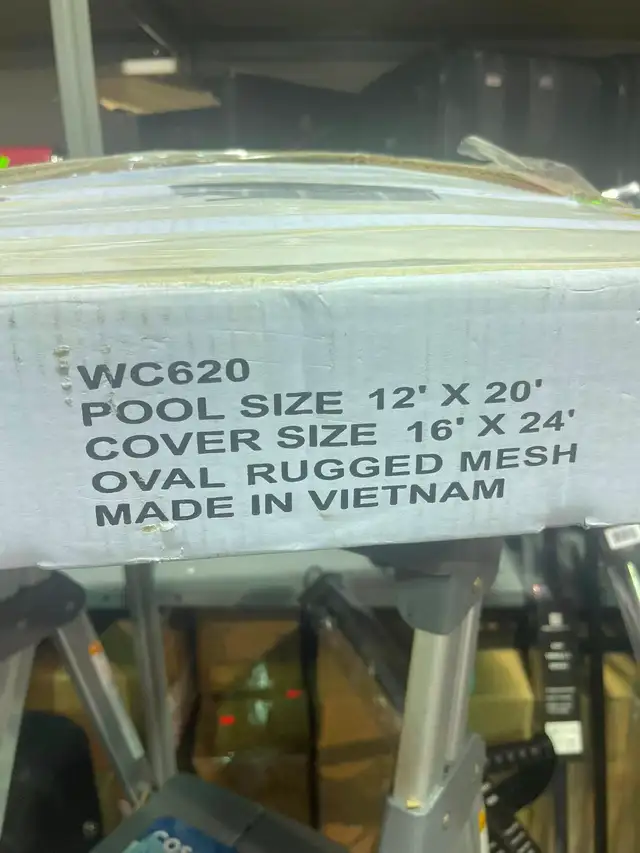 WC620
POOL SIZE 12' X 20'
COVER SIZE 16' X 24'
OVAL RUGGED MESH
MADE IN VIETNAM